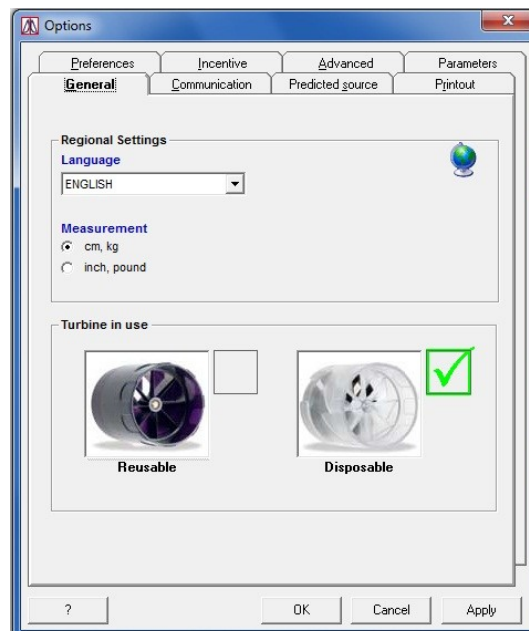 Options
Preferences Incentive Advanced Parameters
General Communication Predicted source Printout
Regional Settings
Language
ENGLISH
Measurement
cm, kg
inch, pound
Turbine in use
Reusable Disposable
? OK Cancel Apply